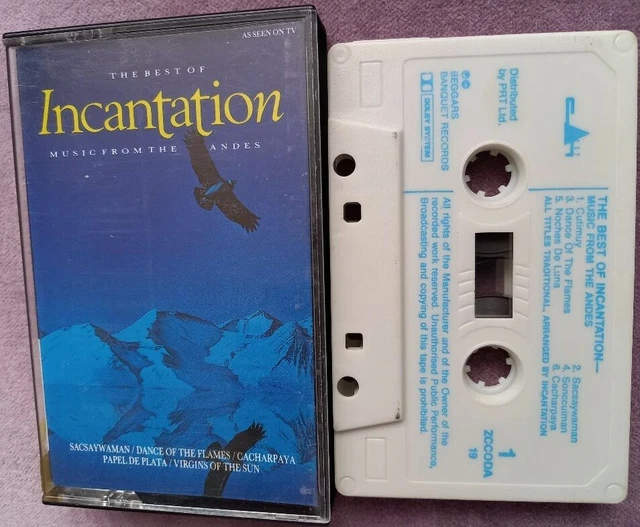 AS SEEN ON TV
THE BEST OF
Incantation
MUSIC FROM THE ANDES
SACSAYWAMAN / DANCE OF THE FLAMES / CACHARPAYA
PAPEL DE PLATA / VIRGINS OF THE SUN
THE BEST OF INCANTATION—
MUSIC FROM THE ANDES
1. Cutimuy
2. Sacsaywaman
3. Dance Of The Flames
4. Sonccuiman
5. Noches De Luna
6. Cacharpaya
ALL TITLES TRADITIONAL, ARRANGED BY INCANTATION
Distributed
by PRT Ltd.
℗©
BEGGARS
BANQUET RECORDS
DOLBY SYSTEM
1
ZCCODA
19
All rights of the Manufacturer and of the Owner of the
recorded work reserved. Unauthorised Public Performance,
Broadcasting and copying of this tape is prohibited.